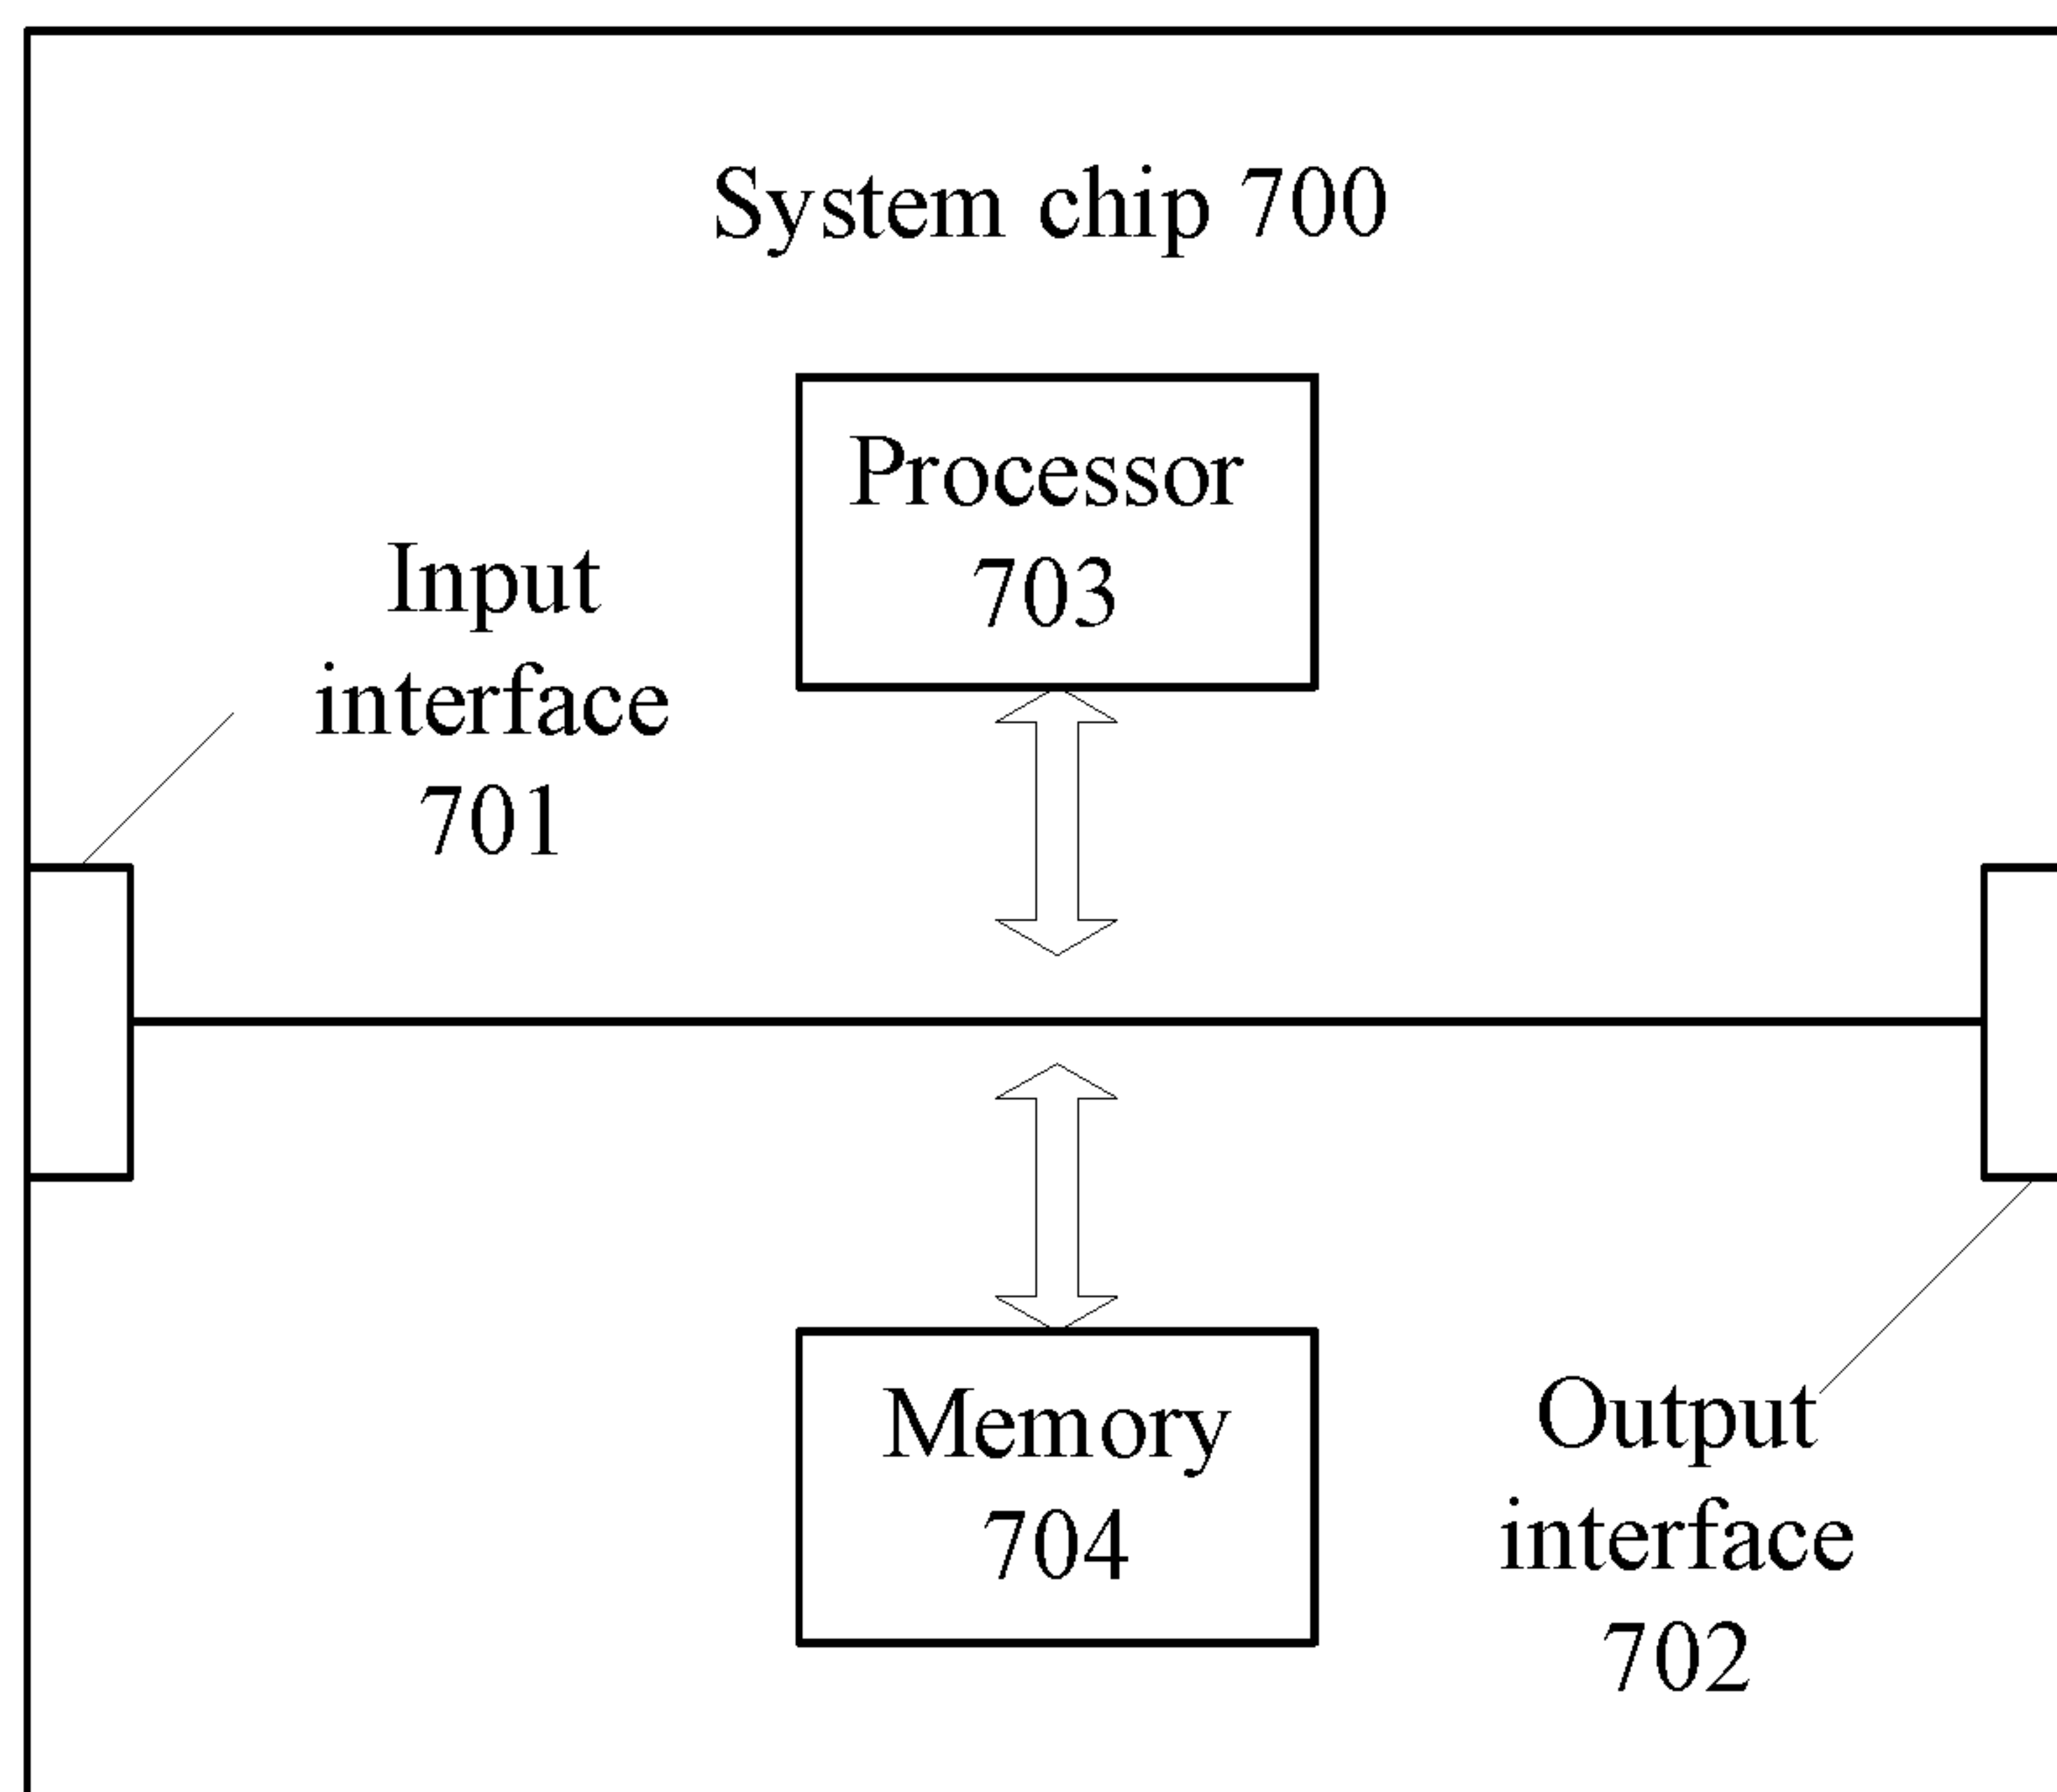 System chip 700
Processor
703
Input
interface
701
Memory
704
Output
interface
702